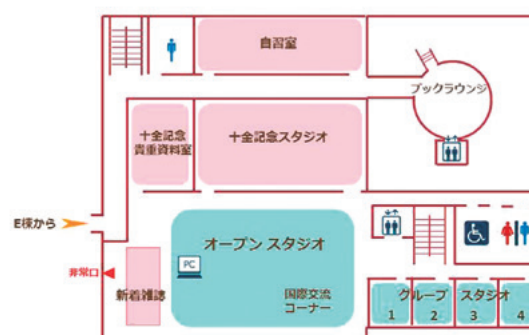 自習室
ブックラウンジ
十全記念
貴重資料室
十全記念スタジオ
E棟から
オープン スタジオ
PC
非常口
新着雑誌
国際交流
コーナー
グループ スタジオ
1 2 3 4